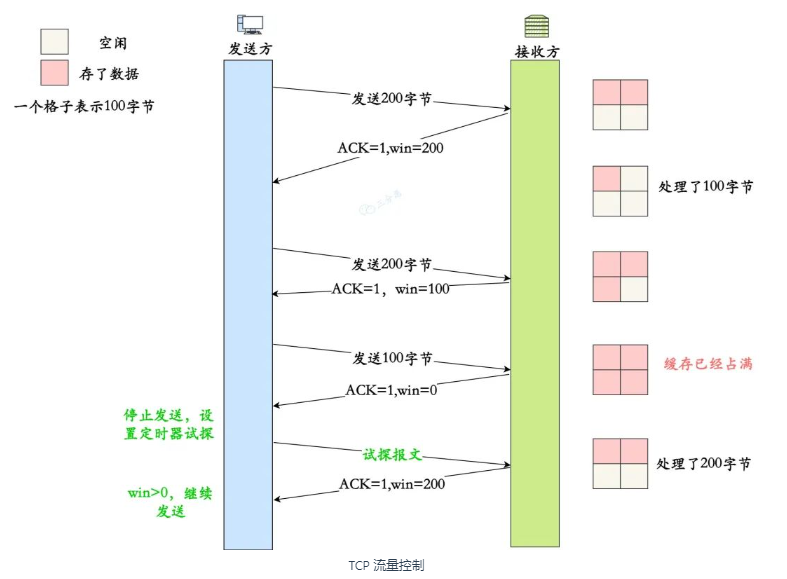 发送方
接收方
空闲
存了数据
一个格子表示100字节
发送200字节
ACK=1,win=200
处理了100字节
发送200字节
ACK=1，win=100
发送100字节
缓存已经占满
ACK=1,win=0
停止发送，设
置定时器试探
试探报文
处理了200字节
ACK=1,win=200
win>0，继续
发送
TCP 流量控制